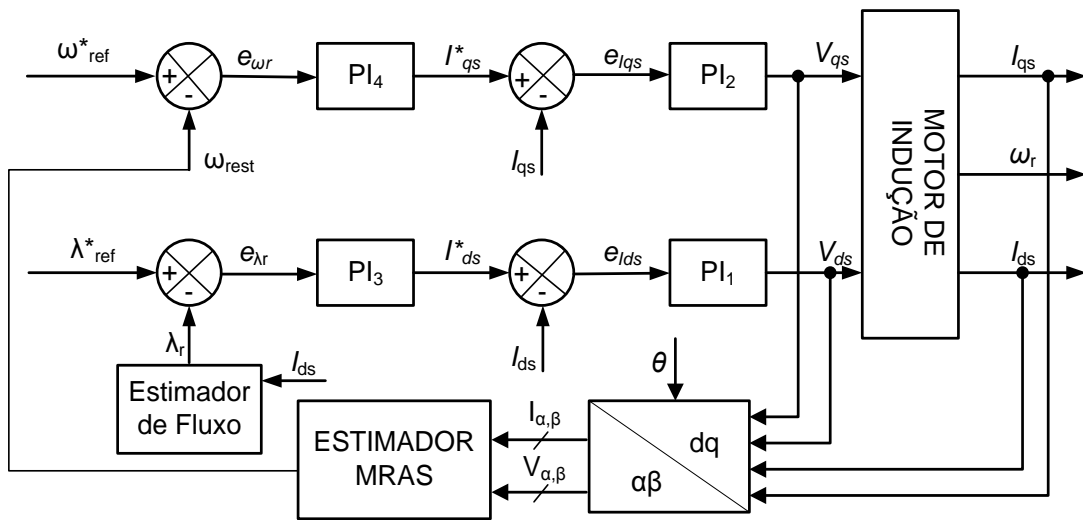 ω*ref
+
-
eωr
PI4
I*qs
+
-
eIqs
PI2
Vqs
Iqs
ωrest
Iqs
MOTOR DE
INDUÇÃO
ωr
λ*ref
+
-
eλr
PI3
I*ds
+
-
eIds
PI1
Vds
Ids
λr
Ids
Estimador
de Fluxo
Ids
θ
ESTIMADOR
MRAS
Iα,β
Vα,β
dq
αβ